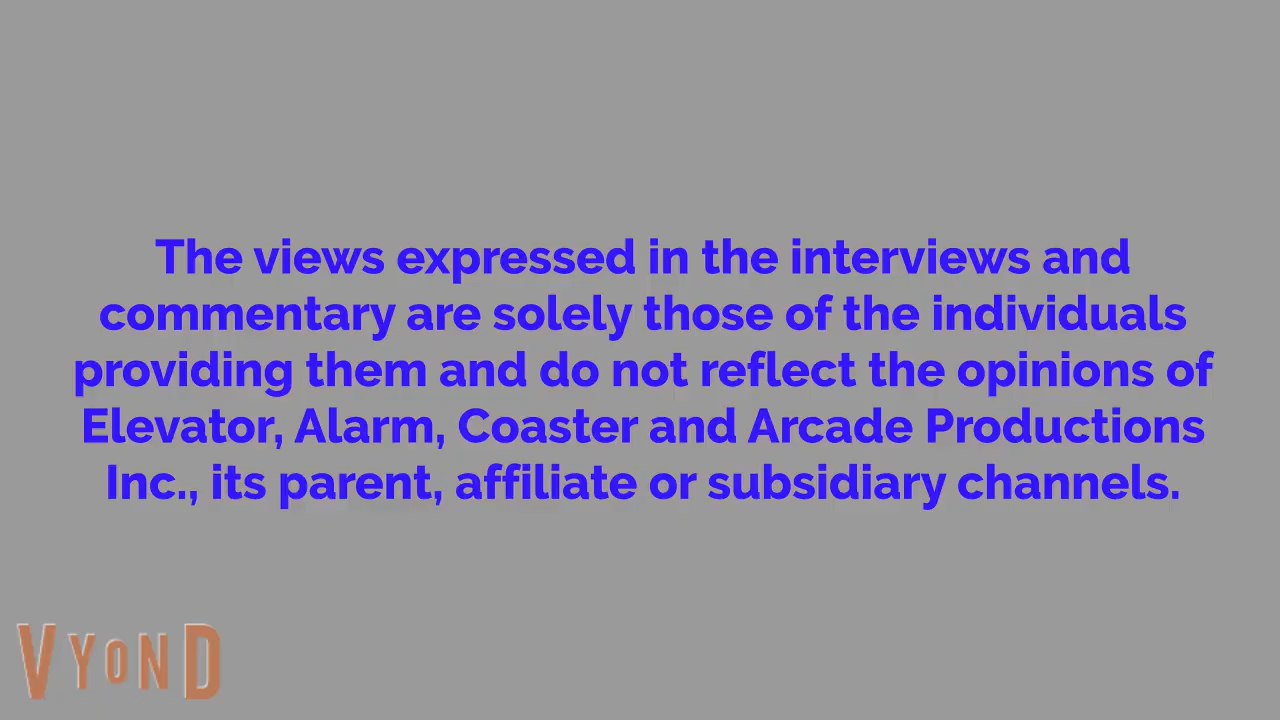 The views expressed in the interviews and
commentary are solely those of the individuals
providing them and do not reflect the opinions of
Elevator, Alarm, Coaster and Arcade Productions
Inc., its parent, affiliate or subsidiary channels.
VYOND